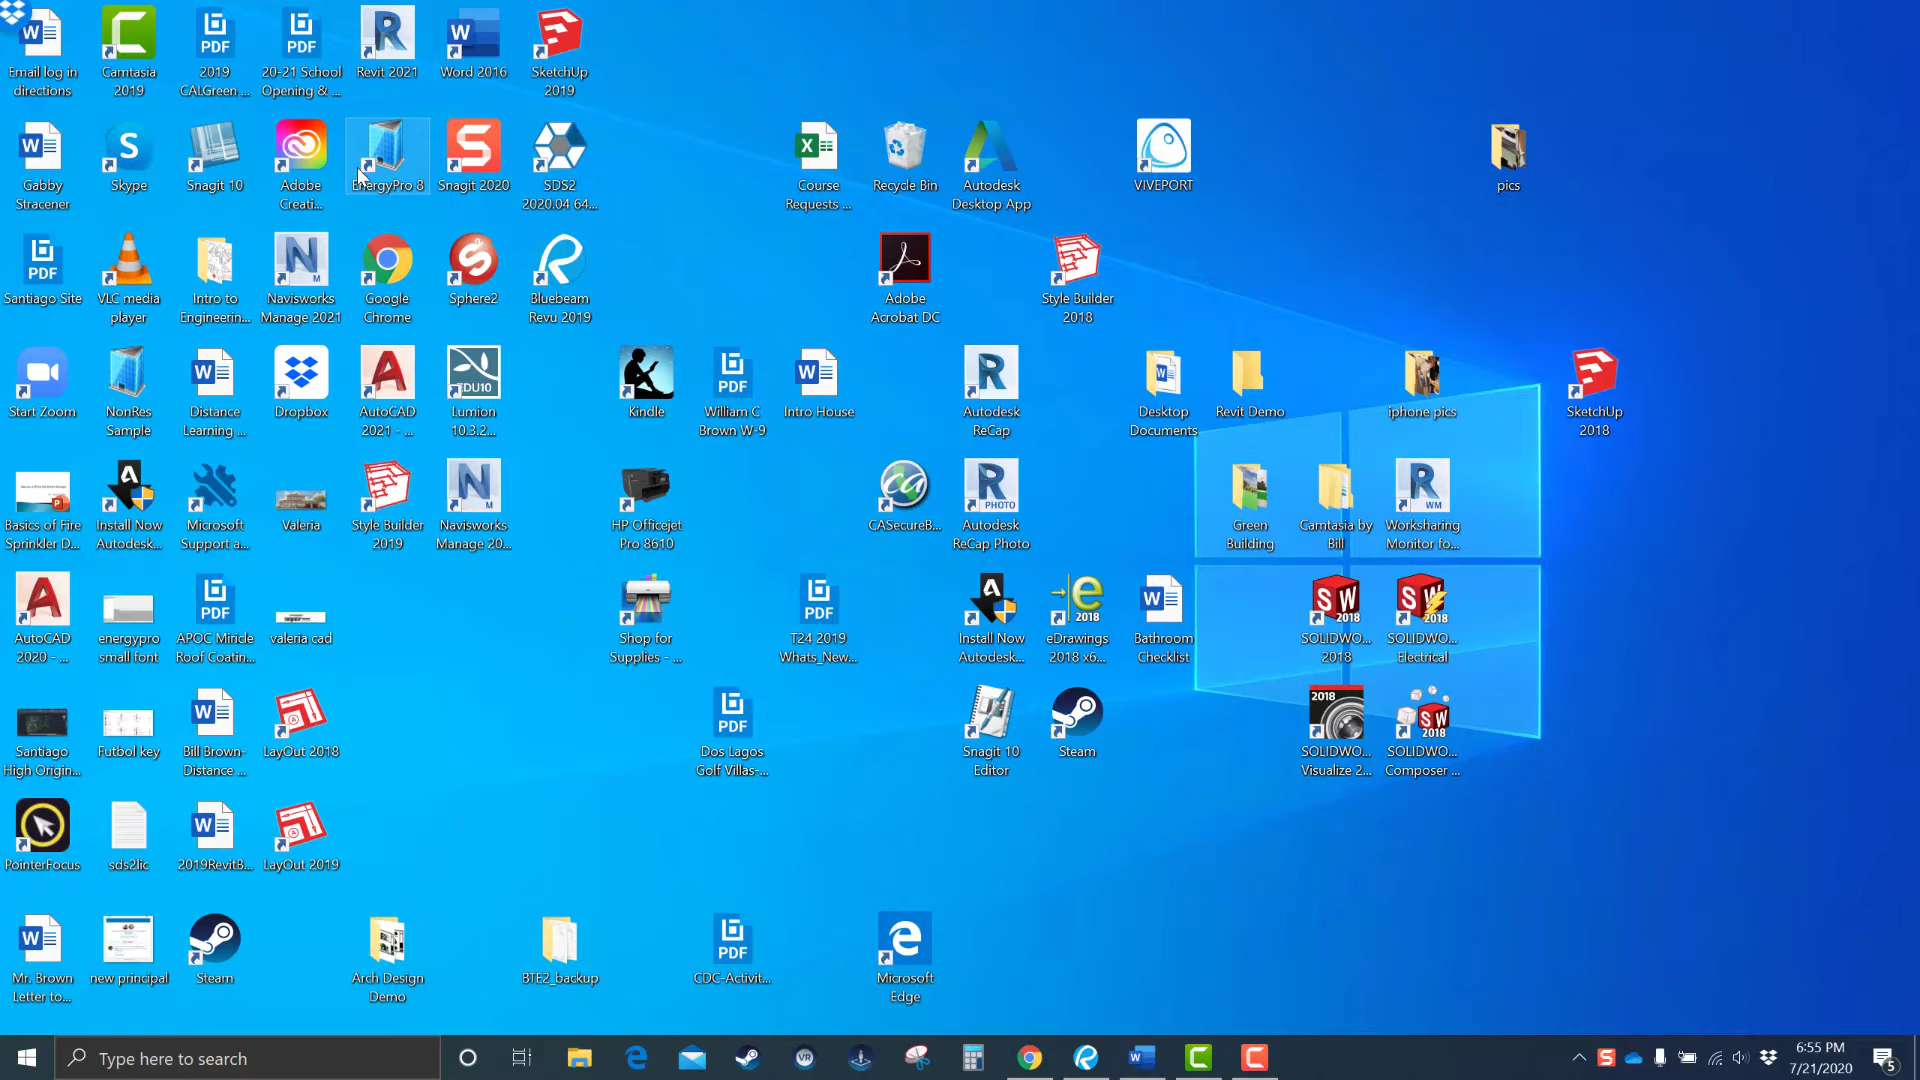 Email log in
directions
Camtasia
2019
2019
CALGreen ...
20-21 School
Opening & ...
Revit 2021
Word 2016
SketchUp
2019
Gabby
Stracener
Skype
Snagit 10
Adobe
Creati...
EnergyPro 8
Snagit 2020
SDS2
2020.04 64...
Course
Requests ...
Recycle Bin
Autodesk
Desktop App
VIVEPORT
pics
Santiago Site
VLC media
player
Intro to
Engineerin...
Navisworks
Manage 2021
Google
Chrome
Sphere2
Bluebeam
Revu 2019
Adobe
Acrobat DC
Style Builder
2018
Start Zoom
NonRes
Sample
Distance
Learning ...
Dropbox
AutoCAD
2021 - ...
EDU10
Lumion
10.3.2...
Kindle
William C
Brown W-9
Intro House
Autodesk
ReCap
Desktop
Documents
Revit Demo
iphone pics
SketchUp
2018
Basics of Fire
Sprinkler D...
Install Now
Autodesk...
Microsoft
Support a...
Valeria
Style Builder
2019
Navisworks
Manage 20...
HP Officejet
Pro 8610
CASecureB...
PHOTO
Autodesk
ReCap Photo
Green
Building
Camtasia by
Bill
WM
Worksharing
Monitor fo...
AutoCAD
2020 - ...
energypro
small font
APOC Miricle
Roof Coatin...
valeria cad
Shop for
Supplies - ...
T24 2019
Whats_New...
Install Now
Autodesk...
eDrawings
2018 x6...
Bathroom
Checklist
SOLIDWO...
2018
SOLIDWO...
Electrical
Santiago
High Origin...
Futbol key
Bill Brown-
Distance ...
LayOut 2018
Dos Lagos
Golf Villas-...
Snagit 10
Editor
Steam
SOLIDWO...
Visualize 2...
SOLIDWO...
Composer ...
PointerFocus
sds2lic
2019RevitB...
LayOut 2019
Mr. Brown
Letter to...
new principal
Steam
Arch Design
Demo
BTE2_backup
CDC-Activit...
Microsoft
Edge
Type here to search
6:55 PM
7/21/2020
5